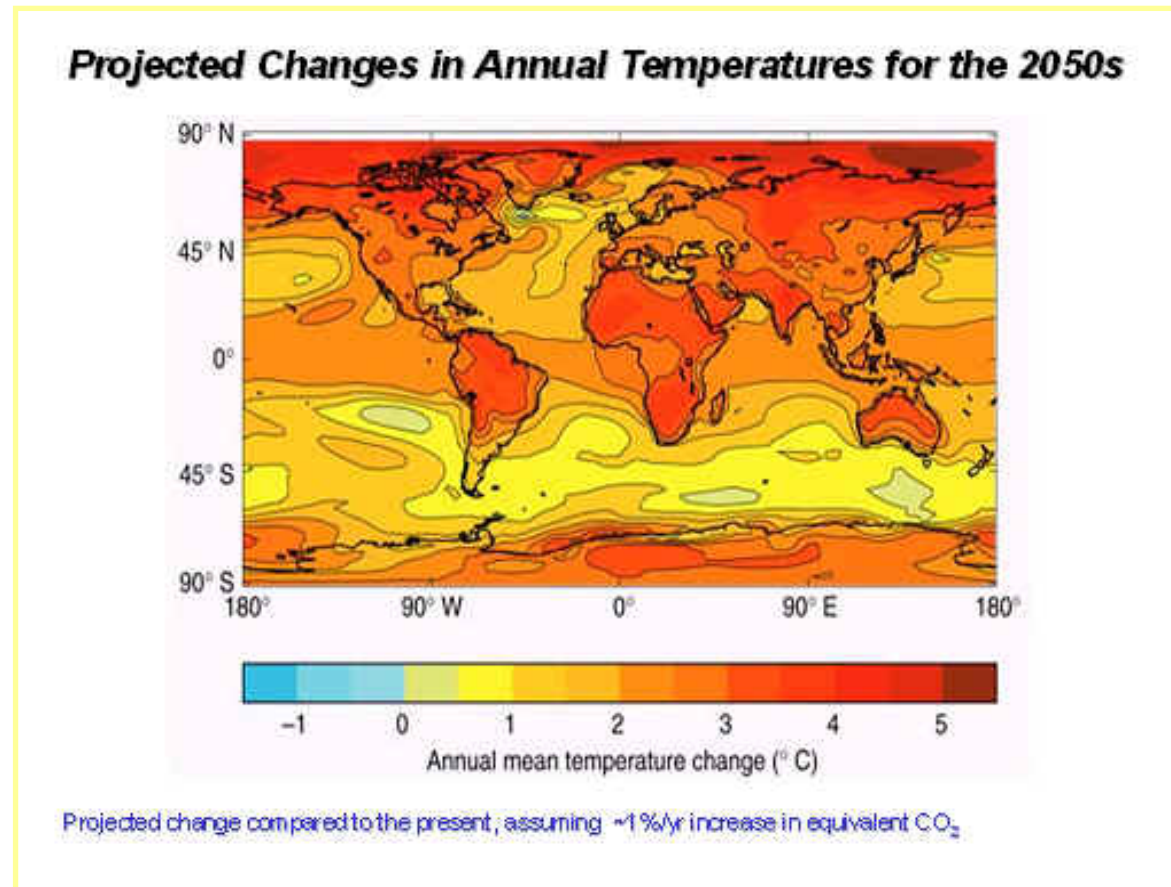 Projected Changes in Annual Temperatures for the 2050s
90° N
45° N
0°
45° S
90° S
180° 90° W 0° 90° E 180°
–1 0 1 2 3 4 5
Annual mean temperature change (° C)
Projected change compared to the present, assuming ~1%/yr increase in equivalent CO₂